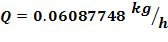 Q = 0.06087748 kg/h